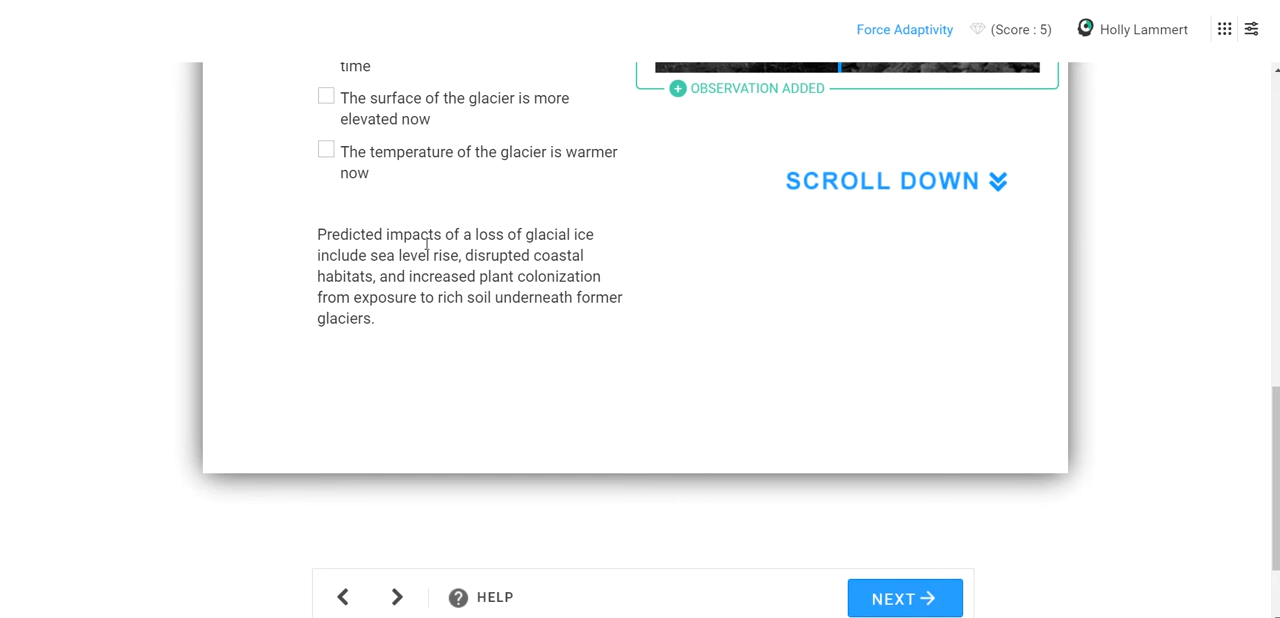 Force Adaptivity (Score : 5) Holly Lammert
time
The surface of the glacier is more
elevated now
The temperature of the glacier is warmer
now
Predicted impacts of a loss of glacial ice
include sea level rise, disrupted coastal
habitats, and increased plant colonization
from exposure to rich soil underneath former
glaciers.
+ OBSERVATION ADDED
SCROLL DOWN
? HELP
NEXT